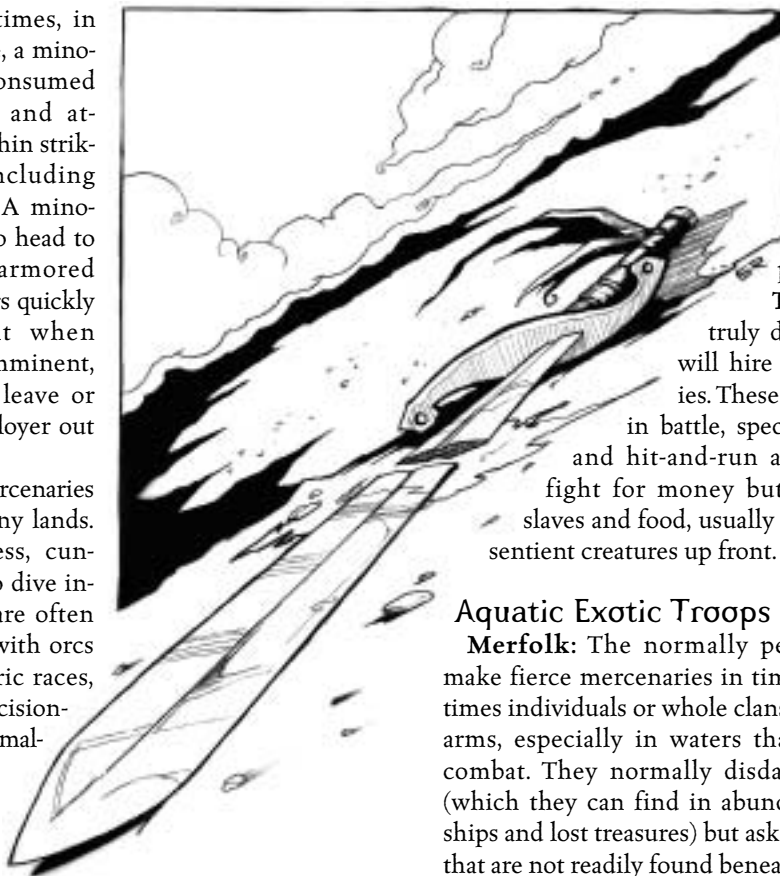 times, in
, a mino-
onsumed
and at-
hin strik-
ncluding
A mino-
o head to
armored
rs quickly
t when
mminent,
leave or
loyer out
rcenaries
ny lands.
ess, cun-
o dive in-
are often
with orcs
ric races,
cision-
mal-
T
truly d
will hire
ies. These
in battle, spec
and hit-and-run a
fight for money but
slaves and food, usually
sentient creatures up front.
Aquatic Exotic Troops
Merfolk: The normally pe
make fierce mercenaries in tim
times individuals or whole clans
arms, especially in waters tha
combat. They normally disda
(which they can find in abund
ships and lost treasures) but ask
that are not readily found benea